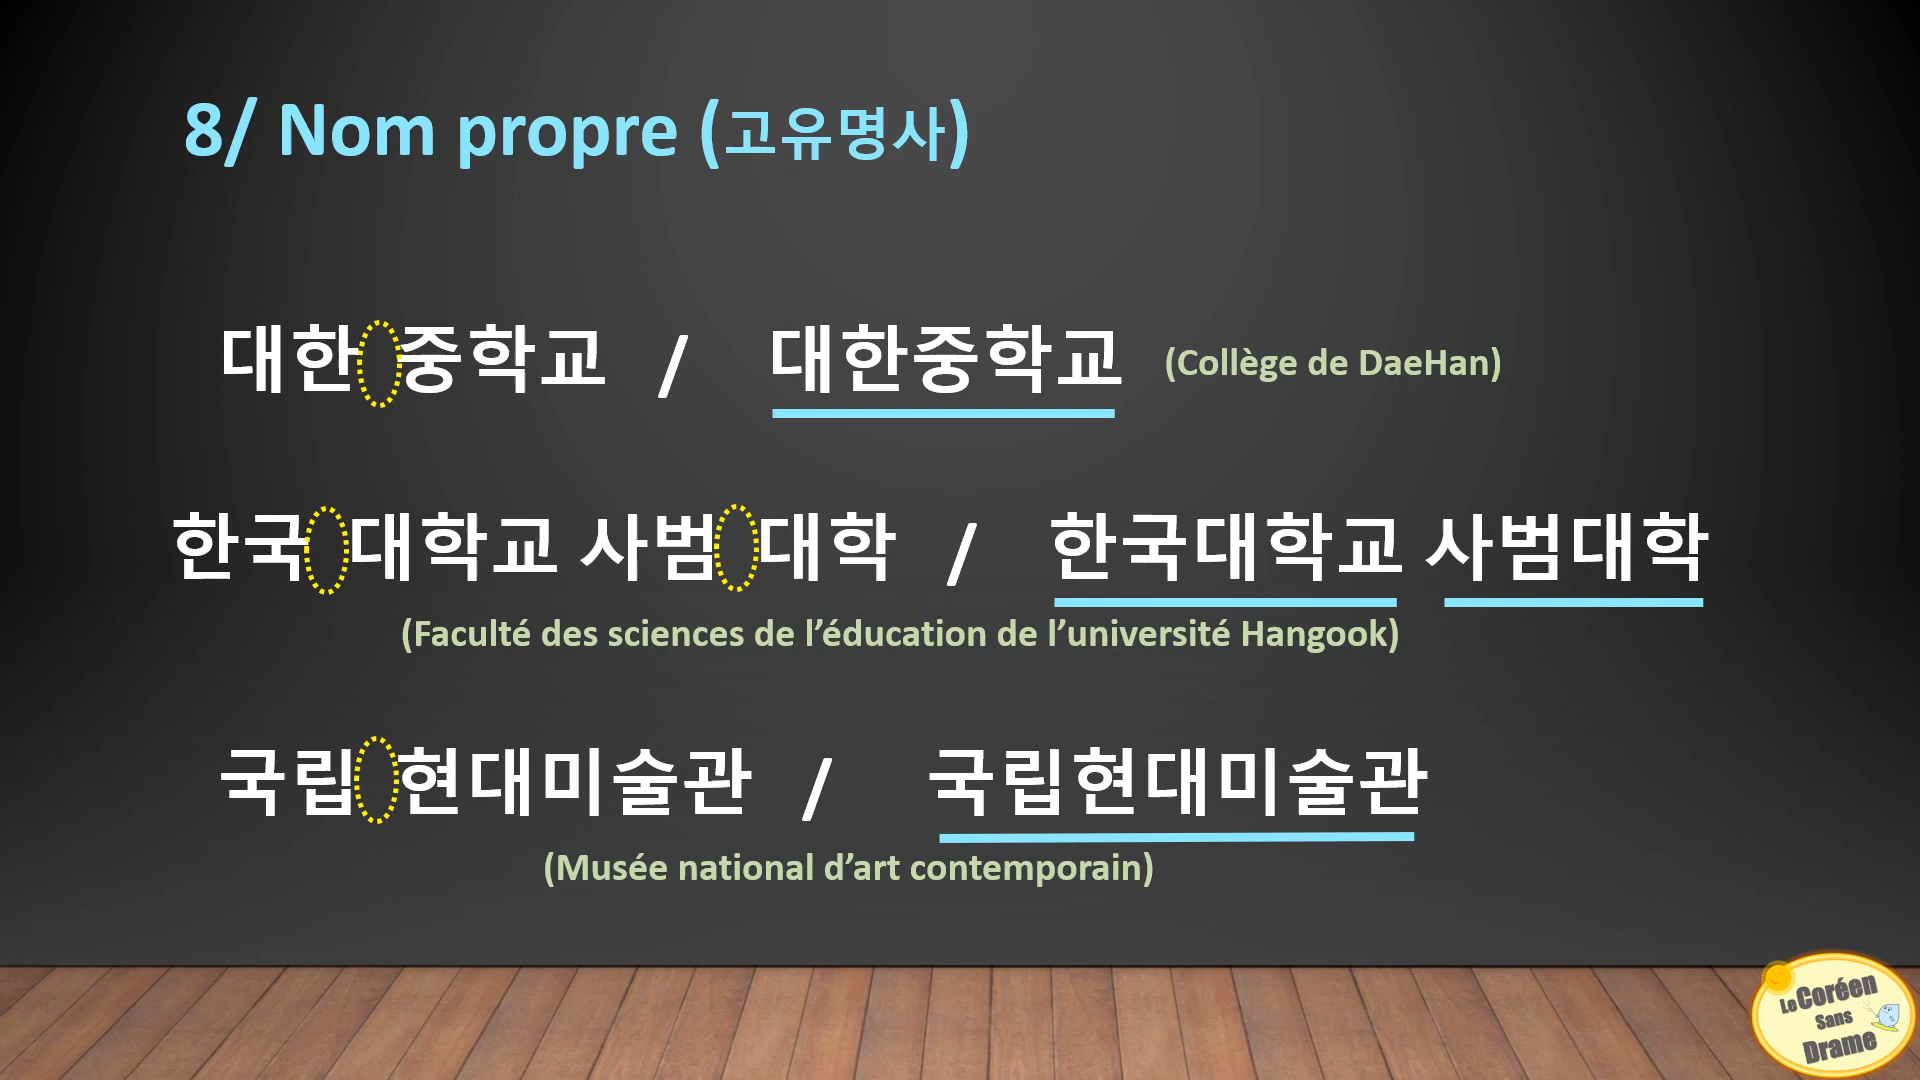 8/ Nom propre (고유명사)
대한 중학교 / 대한중학교 (Collège de DaeHan)
한국 대학교 사범 대학 / 한국대학교 사범대학
(Faculté des sciences de l’éducation de l’université Hangook)
국립 현대미술관 / 국립현대미술관
(Musée national d’art contemporain)
Le Coréen
Sans
Drame